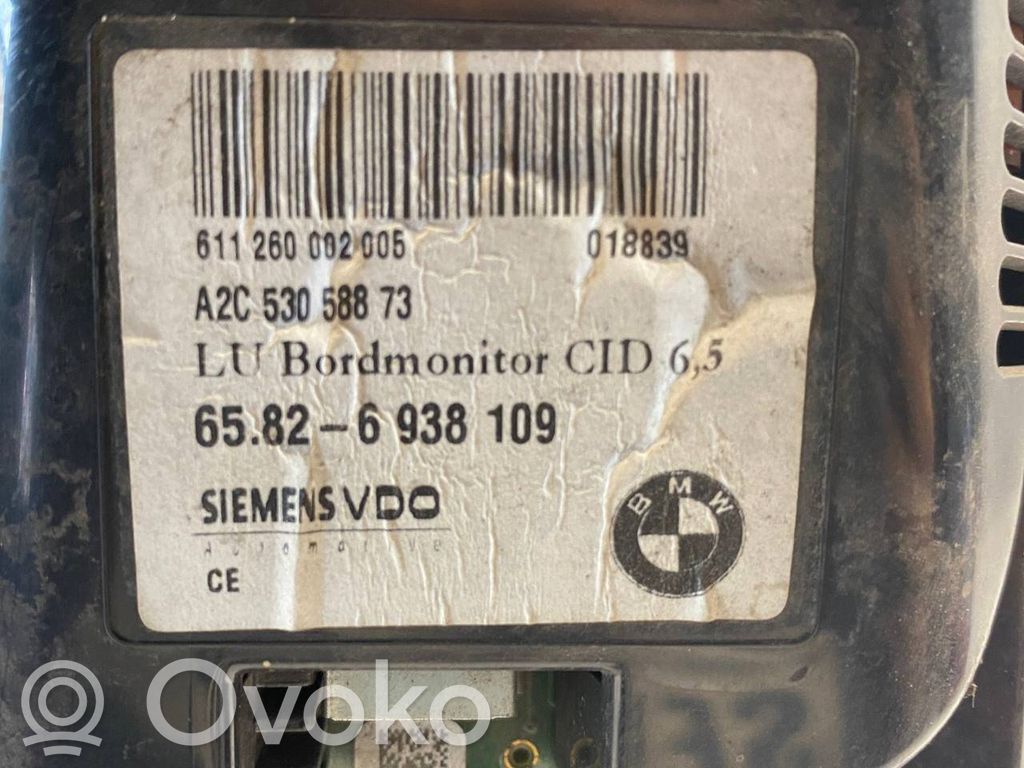 611 260 002 005 018839
A2C 530 588 73
LU Bordmonitor CID 6,5
65.82-6 938 109
SIEMENS VDO
Automotive
CE
BMW
Ovoko